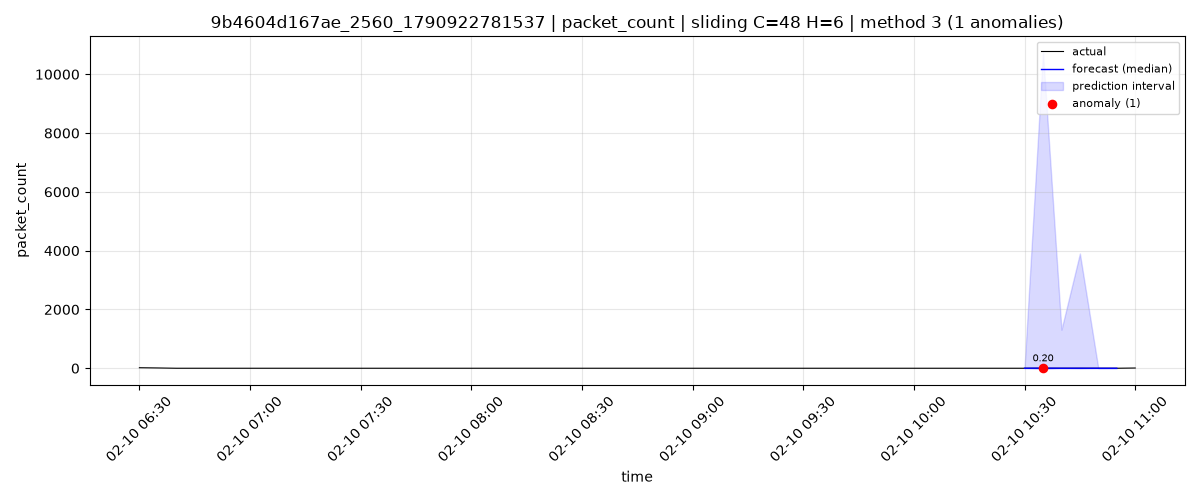 9b4604d167ae_2560_1790922781537 | packet_count | sliding C=48 H=6 | method 3 (1 anomalies)
actual
forecast (median)
prediction interval
anomaly (1)
packet_count
10000
8000
6000
4000
2000
0
0.20
02-10 06:30
02-10 07:00
02-10 07:30
02-10 08:00
02-10 08:30
02-10 09:00
02-10 09:30
02-10 10:00
02-10 10:30
02-10 11:00
time